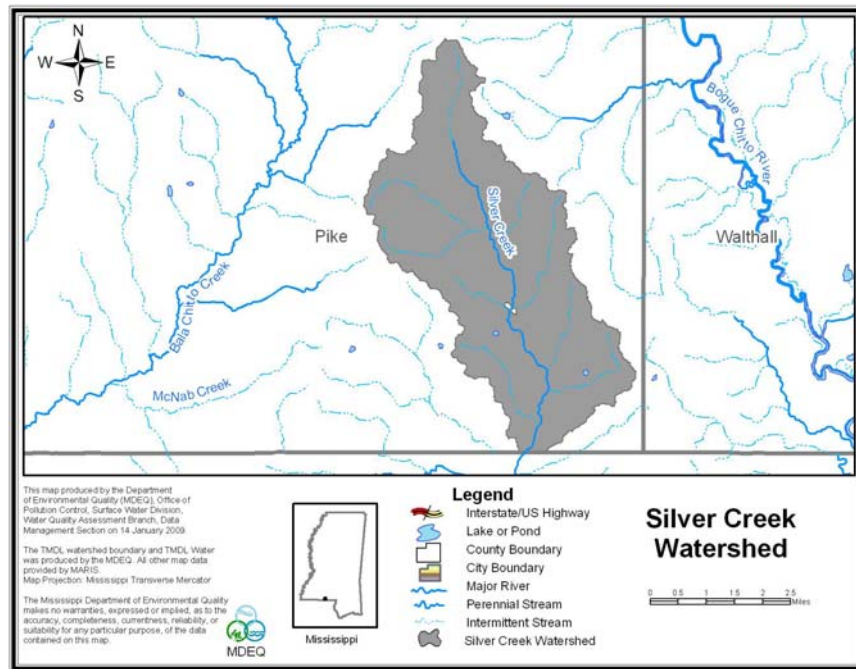 N
W E
S
Bogue Chitto River
Silver Creek
Pike
Walthall
Bala Chitto Creek
McNab Creek
This map produced by the Department
of Environmental Quality (MDEQ), Office of
Pollution Control, Surface Water Division,
Water Quality Assessment Branch, Data
Management Section on 14 January 2009.
The TMDL watershed boundary and TMDL Water
was produced by the MDEQ. All other map data
provided by MARIS.
Map Projection: Mississippi Transverse Mercator
The Mississippi Department of Environmental Quality
makes no warranties, expressed or implied, as to the
accuracy, completeness, currentness, reliability, or
suitability for any particular purpose, of the data
contained on this map.
MDEQ
Mississippi
Legend
Interstate/US Highway
Lake or Pond
County Boundary
City Boundary
Major River
Perennial Stream
Intermittent Stream
Silver Creek Watershed
Silver Creek
Watershed
0 0.5 1 1.5 2 2.5
Miles